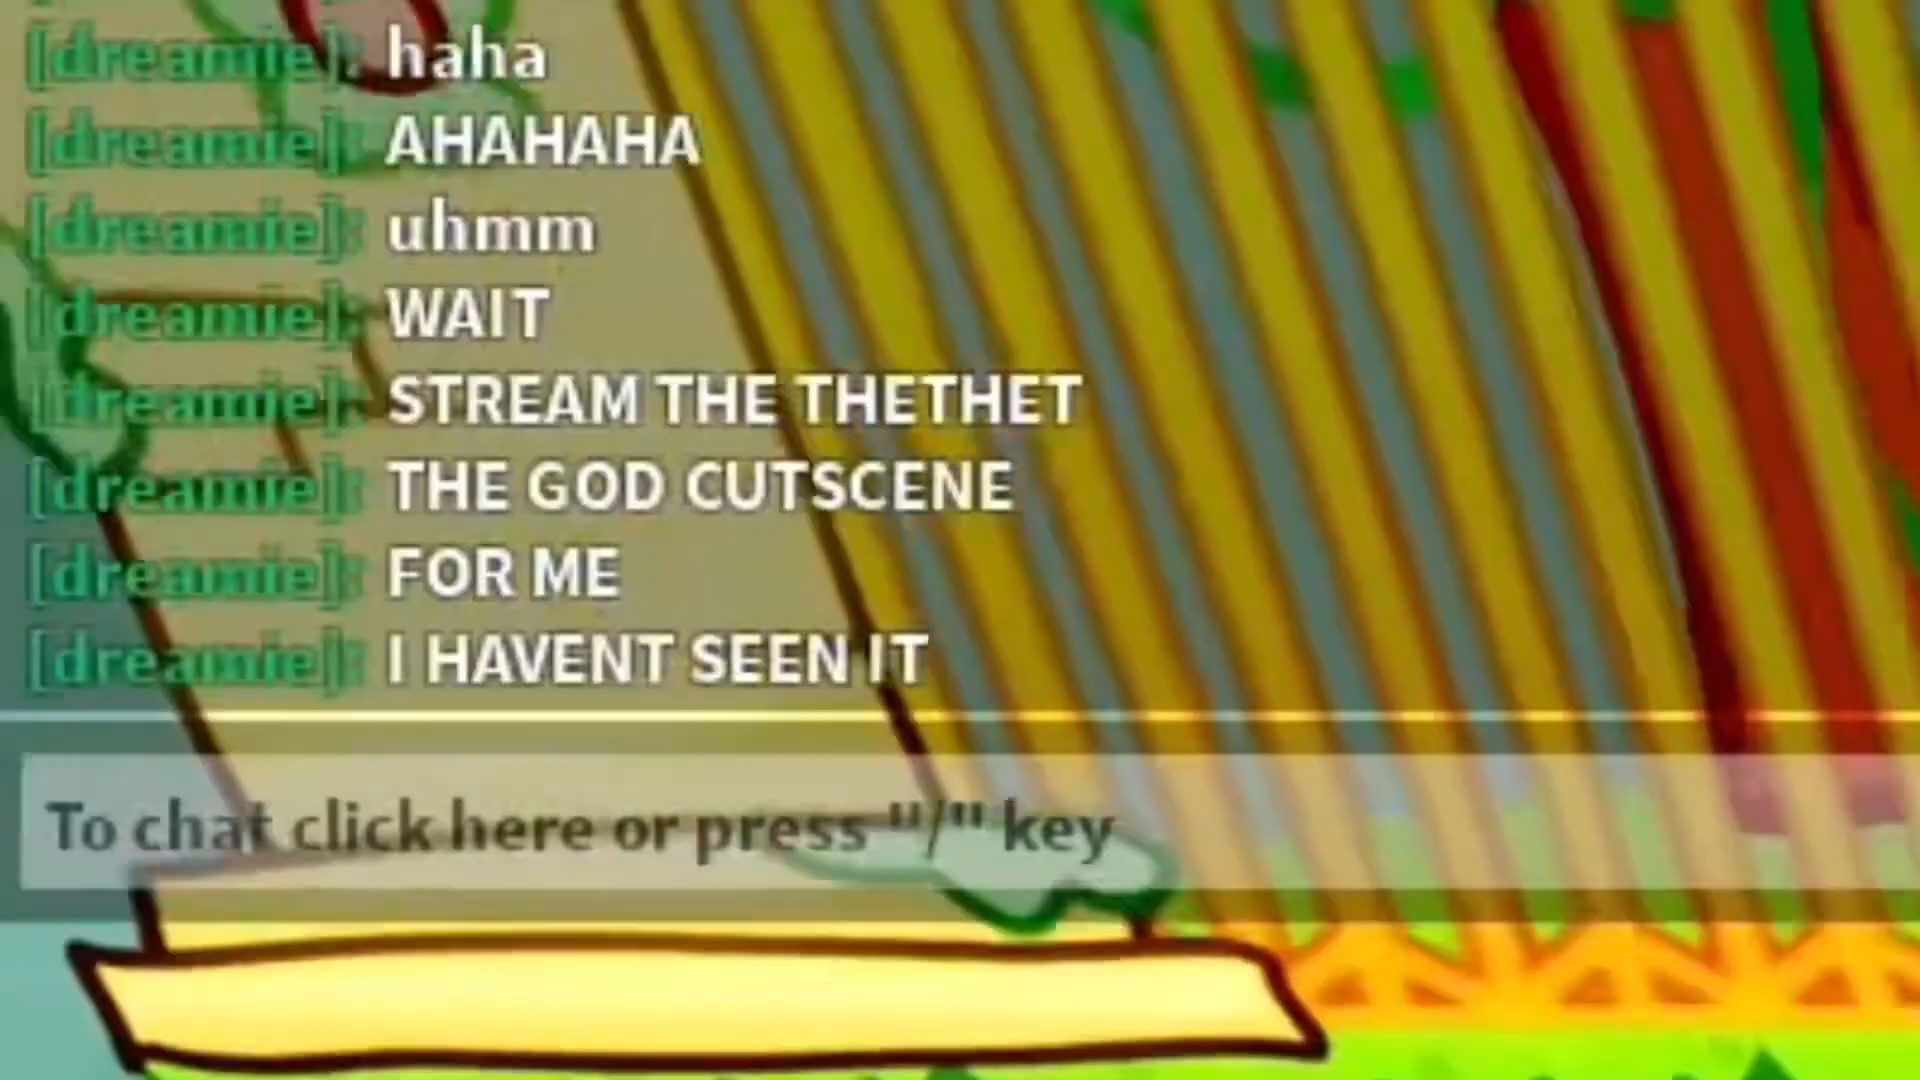 [dreamie]: haha
[dreamie]: AHAHAHA
[dreamie]: uhmm
[dreamie]: WAIT
[dreamie]: STREAM THE THETHET
[dreamie]: THE GOD CUTSCENE
[dreamie]: FOR ME
[dreamie]: I HAVENT SEEN IT
To chat click here or press "/" key